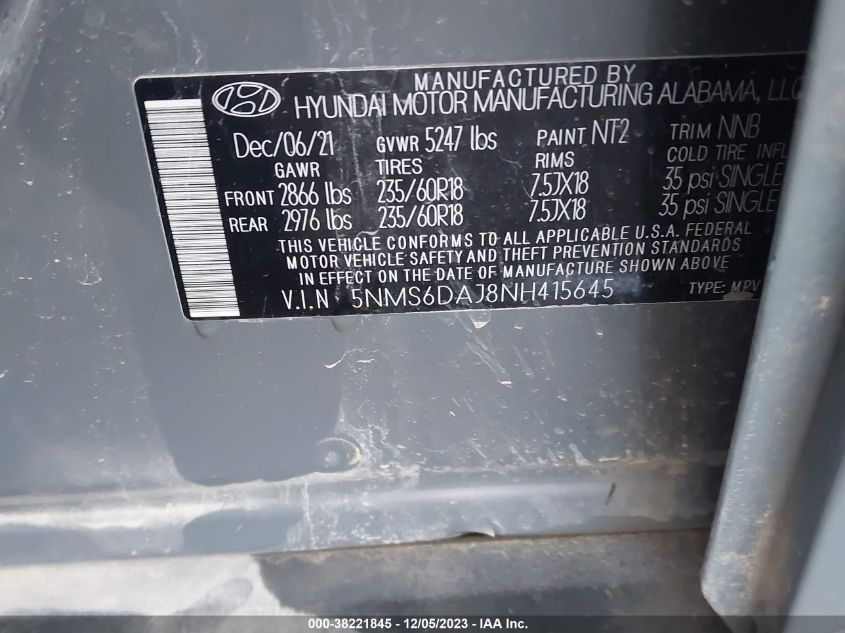 MANUFACTURED BY
HYUNDAI MOTOR MANUFACTURING ALABAMA, LLC
Dec/06/21 GVWR 5247 lbs PAINT NT2 TRIM NNB
GAWR TIRES RIMS COLD TIRE INFL
FRONT 2866 lbs 235/60R18 7.5JX18 35 psi SINGLE
REAR 2976 lbs 235/60R18 7.5JX18 35 psi SINGLE
THIS VEHICLE CONFORMS TO ALL APPLICABLE U.S.A. FEDERAL
MOTOR VEHICLE SAFETY AND THEFT PREVENTION STANDARDS
IN EFFECT ON THE DATE OF MANUFACTURE SHOWN ABOVE.
V.I.N 5NMS6DAJ8NH415645 TYPE: MPV
000-38221845 - 12/05/2023 - IAA Inc.